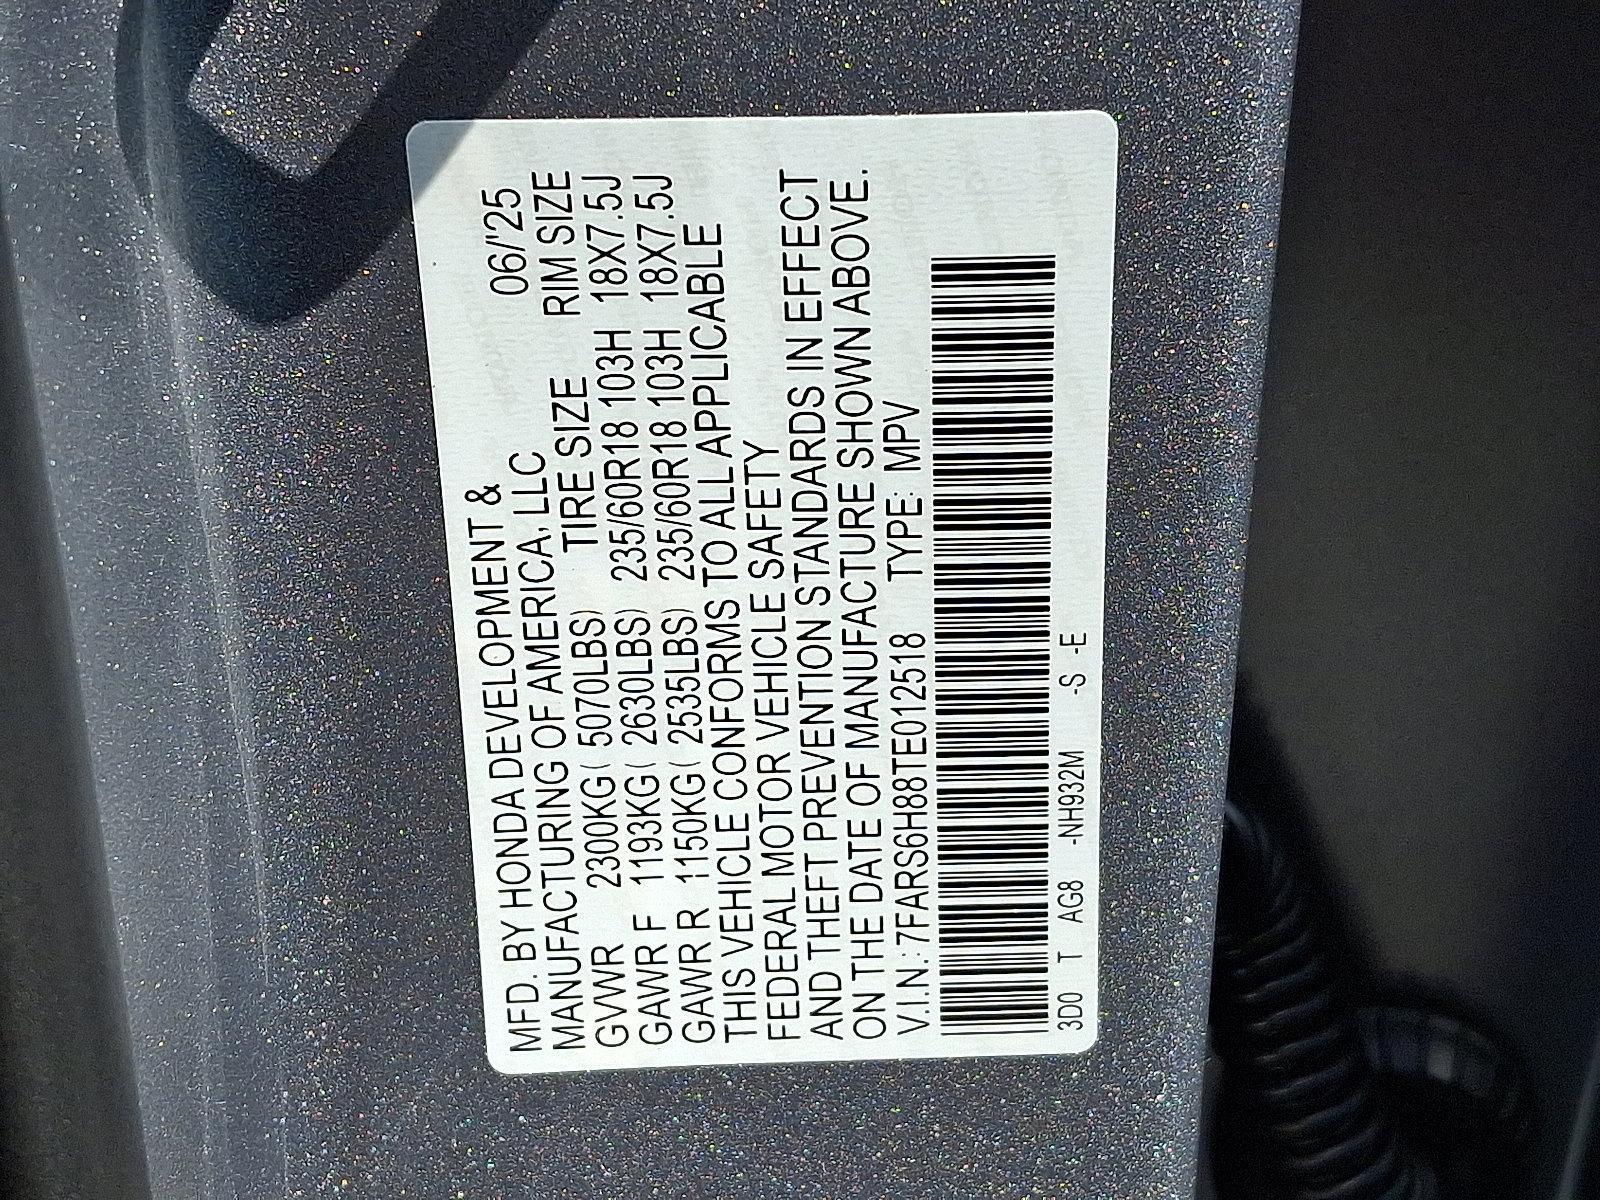 MFD. BY HONDA DEVELOPMENT &
MANUFACTURING OF AMERICA, LLC 06/'25
GVWR 2300KG( 5070LBS) TIRE SIZE RIM SIZE
GAWR F 1193KG( 2630LBS) 235/60R18 103H 18X7.5J
GAWR R 1150KG( 2535LBS) 235/60R18 103H 18X7.5J
THIS VEHICLE CONFORMS TO ALL APPLICABLE
FEDERAL MOTOR VEHICLE SAFETY
AND THEFT PREVENTION STANDARDS IN EFFECT
ON THE DATE OF MANUFACTURE SHOWN ABOVE.
V.I.N.: 7FARS6H88TE012518 TYPE: MPV
3D0 T AG8 -NH932M -S -E